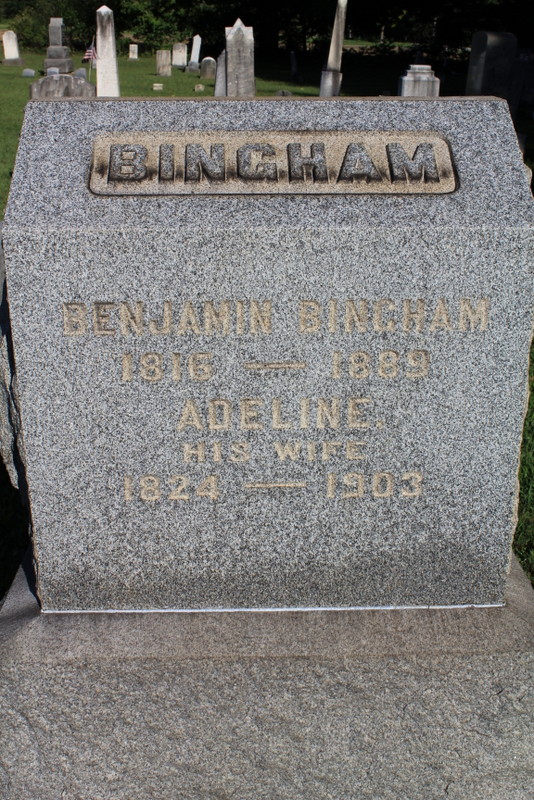 BINGHAM
BENJAMIN BINGHAM
1816 — 1889
ADELINE.
HIS WIFE
1824 — 1903